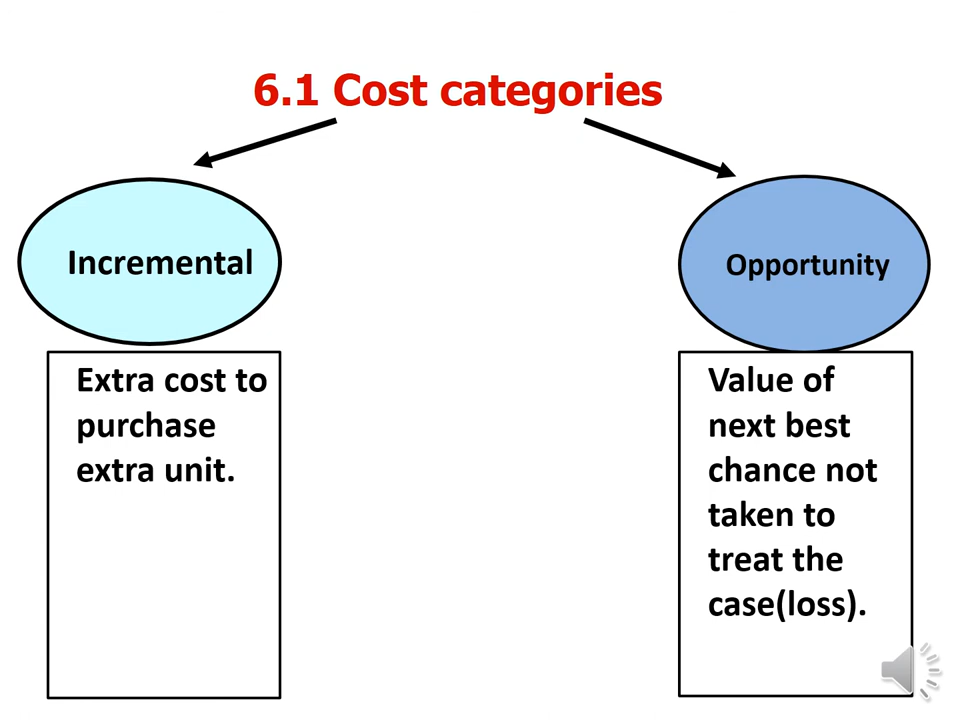 6.1 Cost categories
Incremental
Extra cost to
purchase
extra unit.
Opportunity
Value of
next best
chance not
taken to
treat the
case(loss).